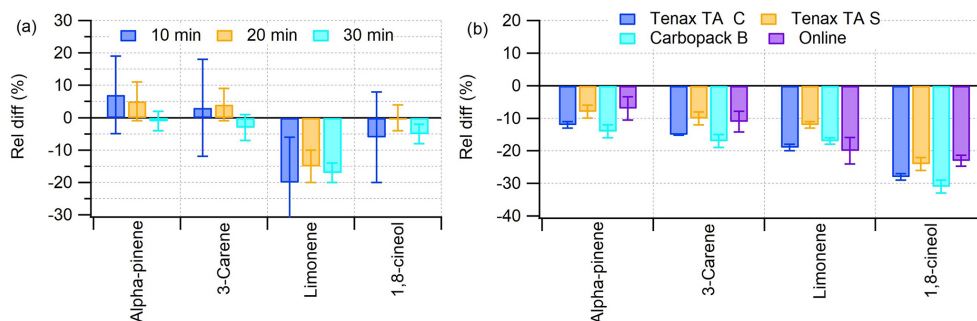 (a)
10 min 20 min 30 min
Rel diff (%)
30
20
10
0
-10
-20
-30
Alpha-pinene
3-Carene
Limonene
1,8-cineol
(b)
Tenax TA C Tenax TA S
Carbopack B Online
Rel diff (%)
20
-10
0
-10
-20
-30
-40
Alpha-pinene
3-Carene
Limonene
1,8-cineol